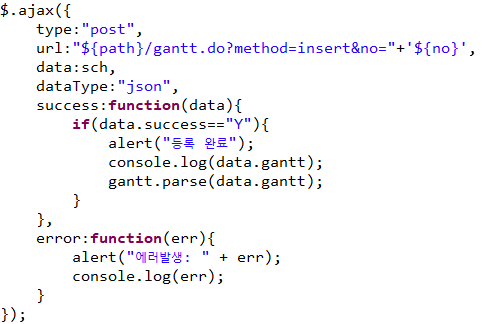 $.ajax({
    type:"post",
    url:"${path}/gantt.do?method=insert&no="+'${no}',
    data:sch,
    dataType:"json",
    success:function(data){
        if(data.success=="Y"){
            alert("등록 완료");
            console.log(data.gantt);
            gantt.parse(data.gantt);
        }
    },
    error:function(err){
        alert("에러발생: " + err);
        console.log(err);
    }
});